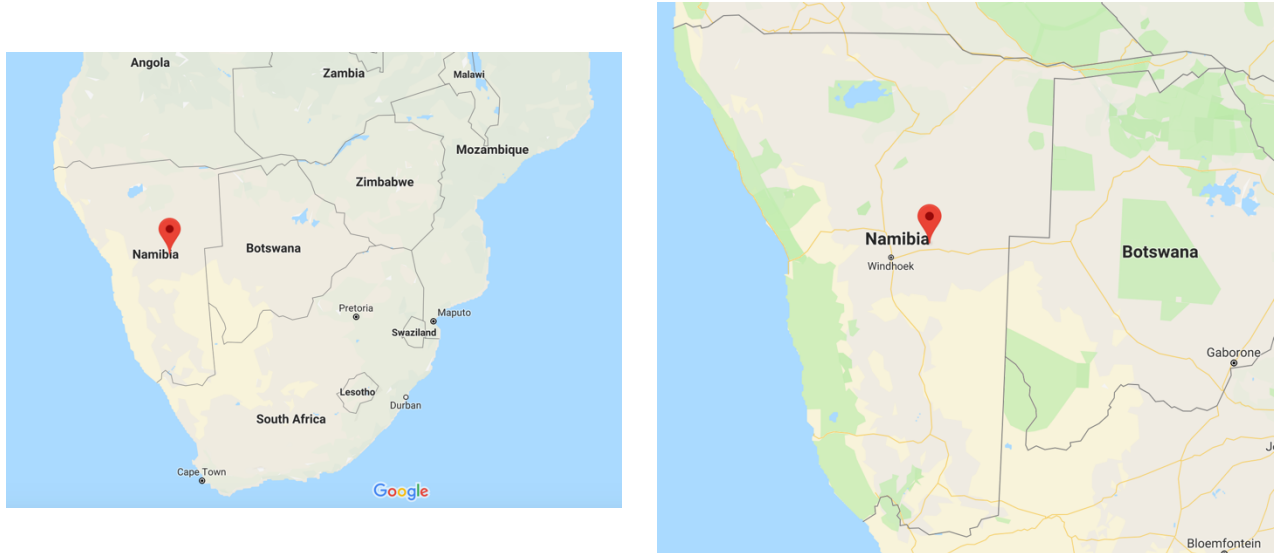 Angola
Zambia
Malawi
Mozambique
Zimbabwe
Namibia
Botswana
Pretoria
Maputo
Swaziland
Lesotho
Durban
South Africa
Cape Town
Google
Namibia
Windhoek
Botswana
Gaborone
Bloemfontein